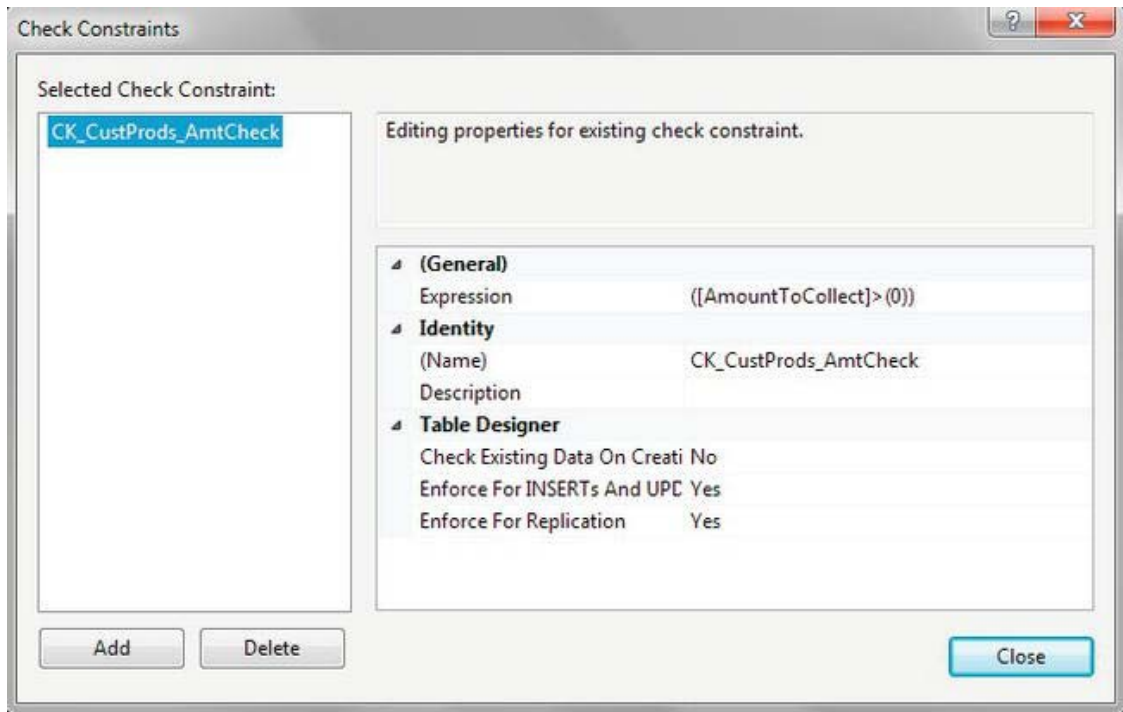 Check Constraints
Selected Check Constraint:
CK_CustProds_AmtCheck
Editing properties for existing check constraint.
(General)
Expression ([AmountToCollect]>(0))
Identity
(Name) CK_CustProds_AmtCheck
Description
Table Designer
Check Existing Data On Creati No
Enforce For INSERTs And UPD Yes
Enforce For Replication Yes
Add Delete
Close